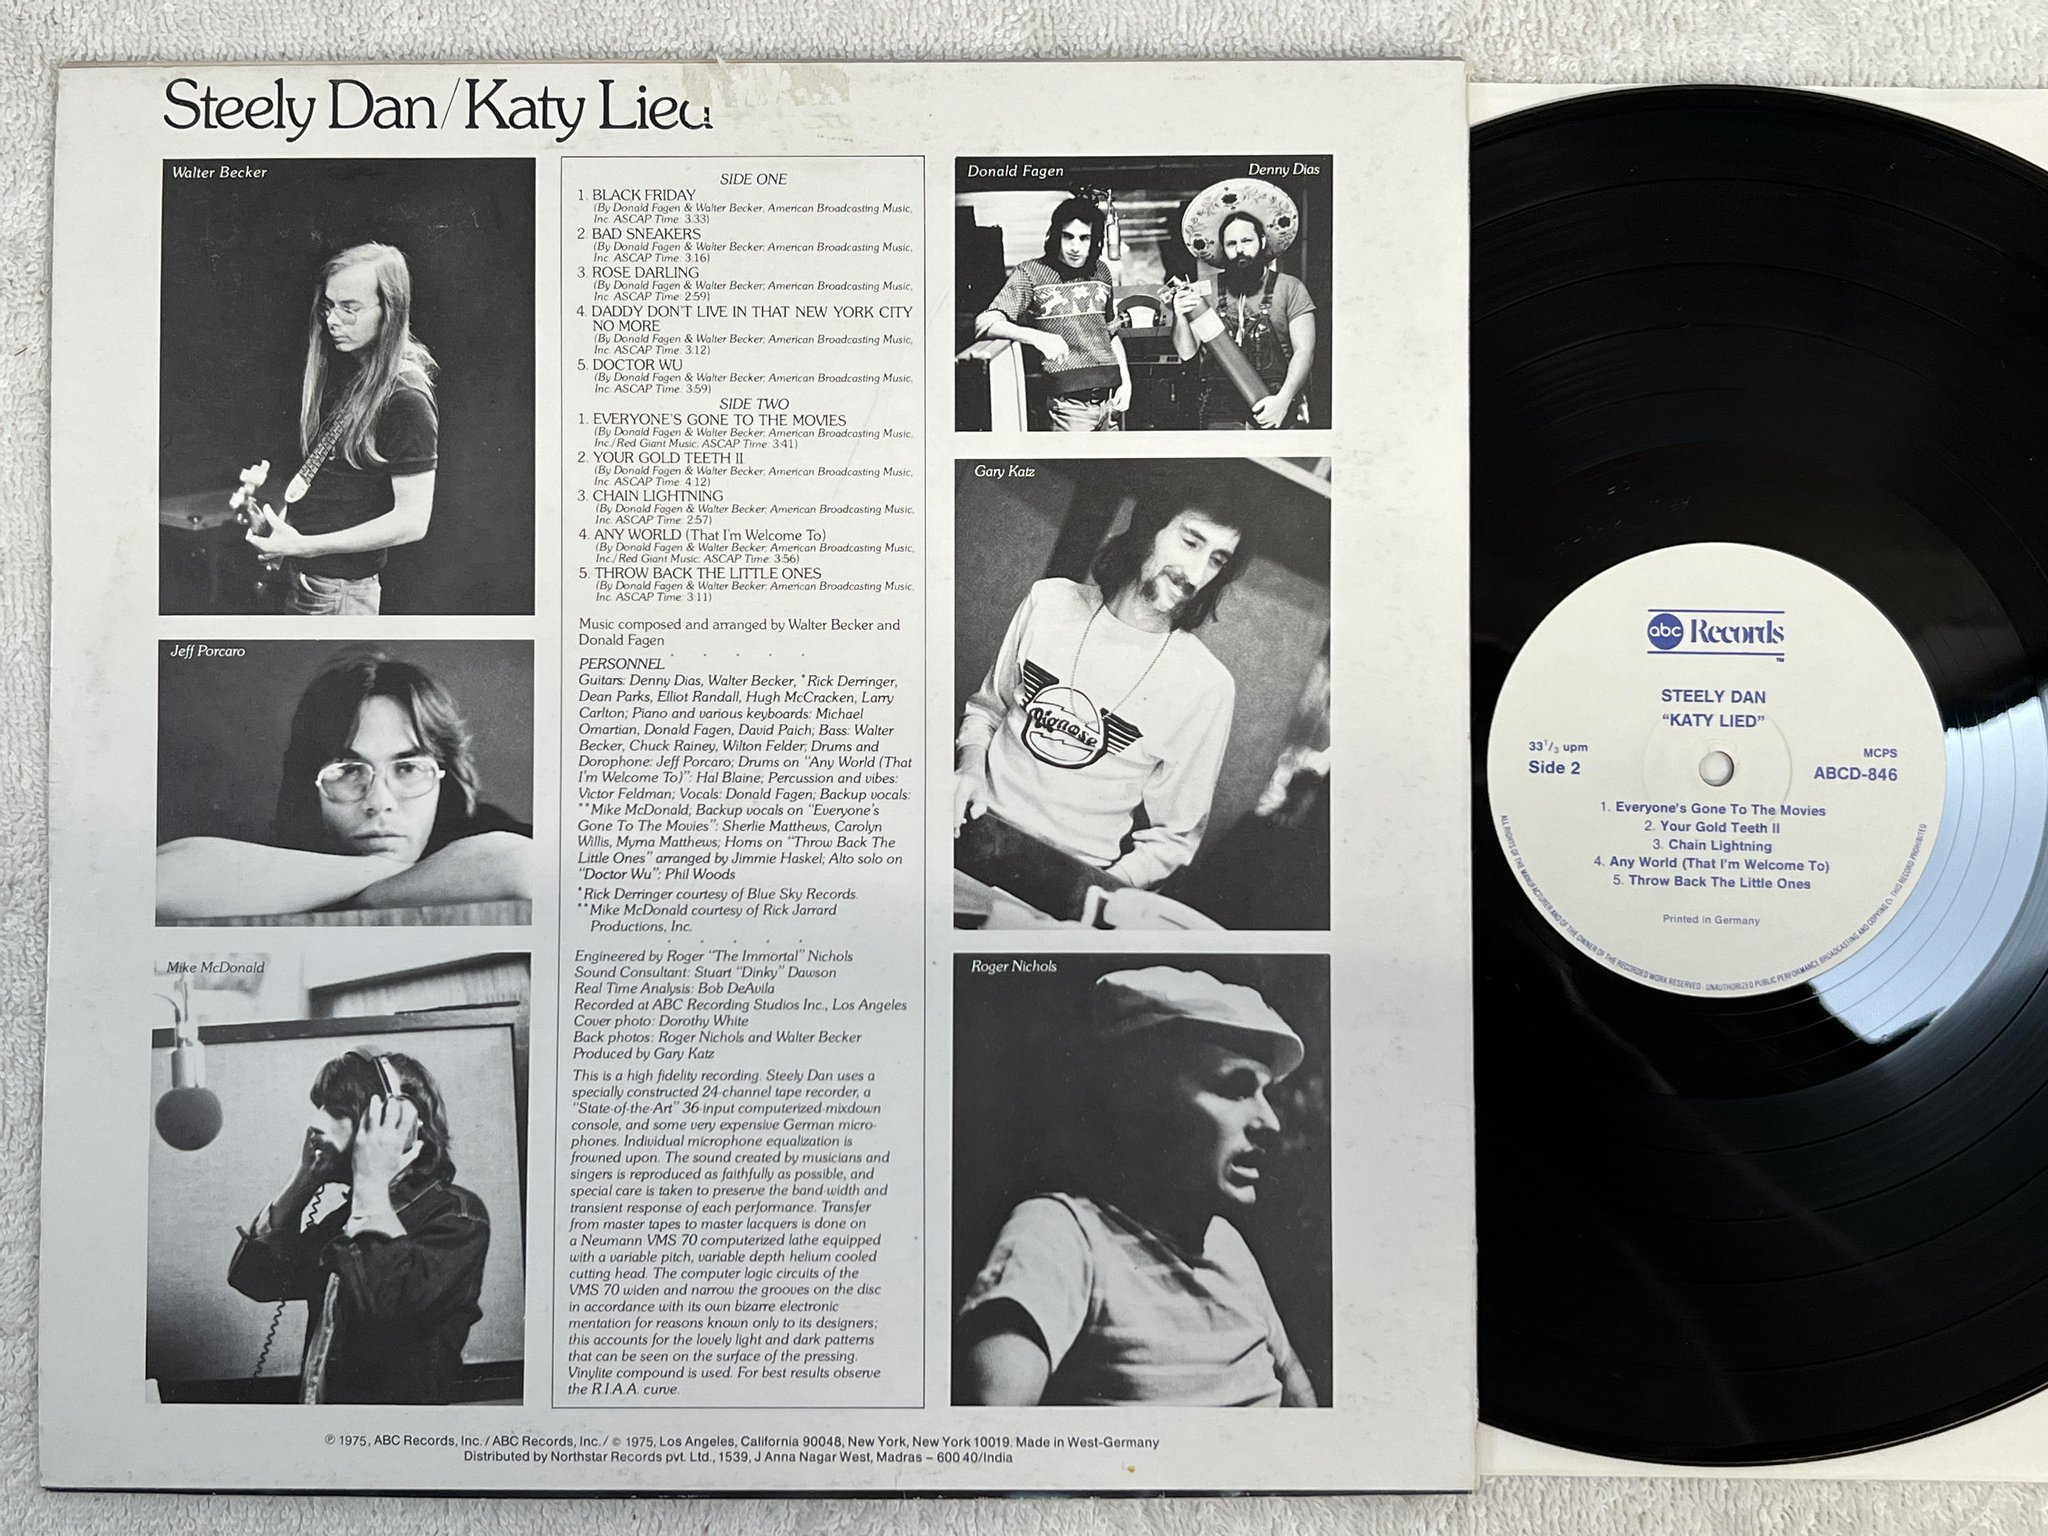 Steely Dan/Katy Lied
Walter Becker
Jeff Porcaro
Mike McDonald
SIDE ONE
1. BLACK FRIDAY
(By Donald Fagen & Walter Becker, American Broadcasting Music,
Inc. ASCAP Time: 3:33)
2. BAD SNEAKERS
(By Donald Fagen & Walter Becker, American Broadcasting Music,
Inc. ASCAP Time: 3:16)
3. ROSE DARLING
(By Donald Fagen & Walter Becker, American Broadcasting Music,
Inc. ASCAP Time: 2:59)
4. DADDY DON'T LIVE IN THAT NEW YORK CITY
NO MORE
(By Donald Fagen & Walter Becker, American Broadcasting Music,
Inc. ASCAP Time: 3:12)
5. DOCTOR WU
(By Donald Fagen & Walter Becker, American Broadcasting Music,
Inc. ASCAP Time: 3:59)
SIDE TWO
1. EVERYONE'S GONE TO THE MOVIES
(By Donald Fagen & Walter Becker, American Broadcasting Music,
Inc./Red Giant Music, ASCAP Time: 3:41)
2. YOUR GOLD TEETH II
(By Donald Fagen & Walter Becker, American Broadcasting Music,
Inc. ASCAP Time: 4:12)
3. CHAIN LIGHTNING
(By Donald Fagen & Walter Becker, American Broadcasting Music,
Inc. ASCAP Time: 2:57)
4. ANY WORLD (That I'm Welcome To)
(By Donald Fagen & Walter Becker, American Broadcasting Music,
Inc./Red Giant Music, ASCAP Time: 3:56)
5. THROW BACK THE LITTLE ONES
(By Donald Fagen & Walter Becker, American Broadcasting Music,
Inc. ASCAP Time: 3:11)
Music composed and arranged by Walter Becker and
Donald Fagen
PERSONNEL
Guitars: Denny Dias, Walter Becker, *Rick Derringer,
Dean Parks, Elliot Randall, Hugh McCracken, Larry
Carlton; Piano and various keyboards: Michael
Omartian, Donald Fagen, David Paich; Bass: Walter
Becker, Chuck Rainey, Wilton Felder; Drums and
Dorophone: Jeff Porcaro; Drums on "Any World (That
I'm Welcome To)": Hal Blaine; Percussion and vibes:
Victor Feldman; Vocals: Donald Fagen; Backup vocals:
**Mike McDonald; Backup vocals on "Everyone's
Gone To The Movies": Sherlie Matthews, Carolyn
Willis, Myrna Matthews; Horns on "Throw Back The
Little Ones" arranged by Jimmie Haskel; Alto solo on
"Doctor Wu": Phil Woods
*Rick Derringer courtesy of Blue Sky Records.
**Mike McDonald courtesy of Rick Jarrard
Productions, Inc.
Engineered by Roger "The Immortal" Nichols
Sound Consultant: Stuart "Dinky" Dawson
Real Time Analysis: Bob DeAvila
Recorded at ABC Recording Studios Inc., Los Angeles
Cover photo: Dorothy White
Back photos: Roger Nichols and Walter Becker
Produced by Gary Katz
This is a high fidelity recording. Steely Dan uses a
specially constructed 24-channel tape recorder, a
"State-of-the-Art" 36-input computerized mixdown
console, and some very expensive German micro-
phones. Individual microphone equalization is
frowned upon. The sound created by musicians and
singers is reproduced as faithfully as possible, and
special care is taken to preserve the band-width and
transient response of each performance. Transfer
from master tapes to master lacquers is done on
a Neumann VMS 70 computerized lathe equipped
with a variable pitch, variable depth helium cooled
cutting head. The computer logic circuits of the
VMS 70 widen and narrow the grooves on the disc
in accordance with its own bizarre electronic
mentation for reasons known only to its designers;
this accounts for the lovely light and dark patterns
that can be seen on the surface of the pressing.
Vinylite compound is used. For best results observe
the R.I.A.A. curve.
Donald Fagen
Denny Dias
Gary Katz
Pignose
Roger Nichols
℗ 1975, ABC Records, Inc. / ABC Records, Inc. / © 1975, Los Angeles, California 90048, New York, New York 10019. Made in West-Germany
Distributed by Northstar Records pvt. Ltd., 1539, J Anna Nagar West, Madras – 600 40/India
abc Records
TM
STEELY DAN
"KATY LIED"
33 1/3 upm
Side 2
MCPS
ABCD-846
1. Everyone's Gone To The Movies
2. Your Gold Teeth II
3. Chain Lightning
4. Any World (That I'm Welcome To)
5. Throw Back The Little Ones
Printed in Germany
ALL RIGHTS OF THE MANUFACTURER AND OF THE OWNER OF THE RECORDED WORK RESERVED · UNAUTHORIZED PUBLIC PERFORMANCE BROADCASTING AND COPYING OF THIS RECORD PROHIBITED